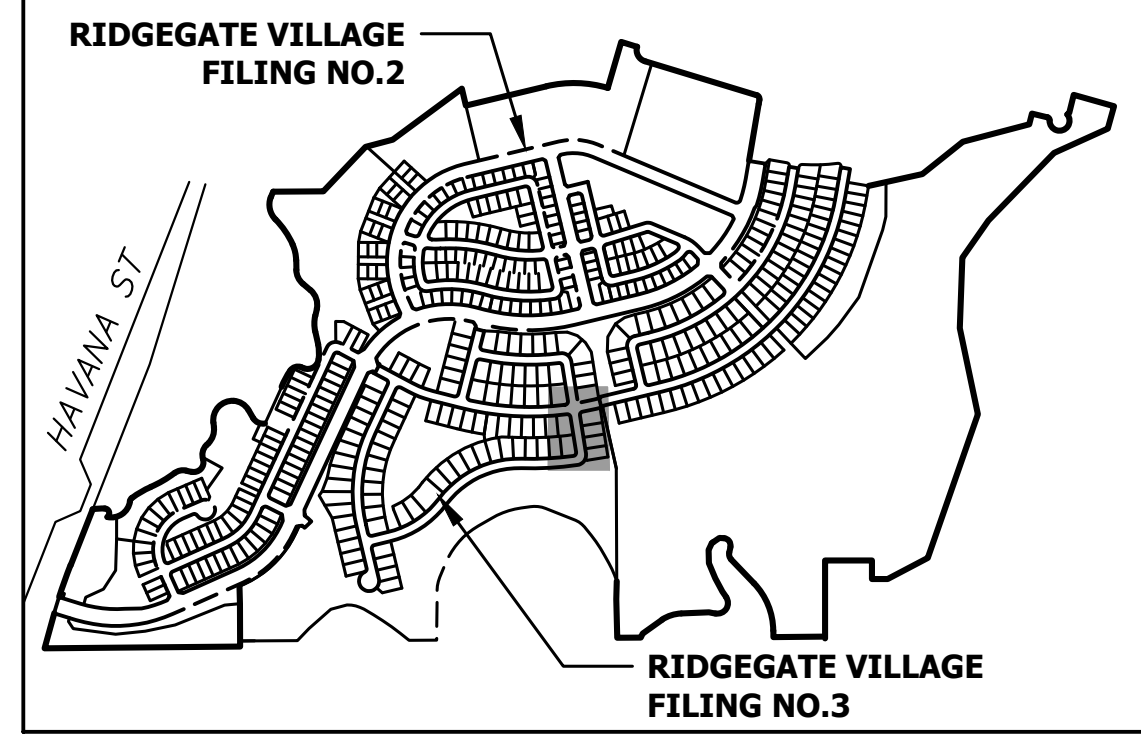 RIDGEGATE VILLAGE
FILING NO.2
HAVANA ST
RIDGEGATE VILLAGE
FILING NO.3